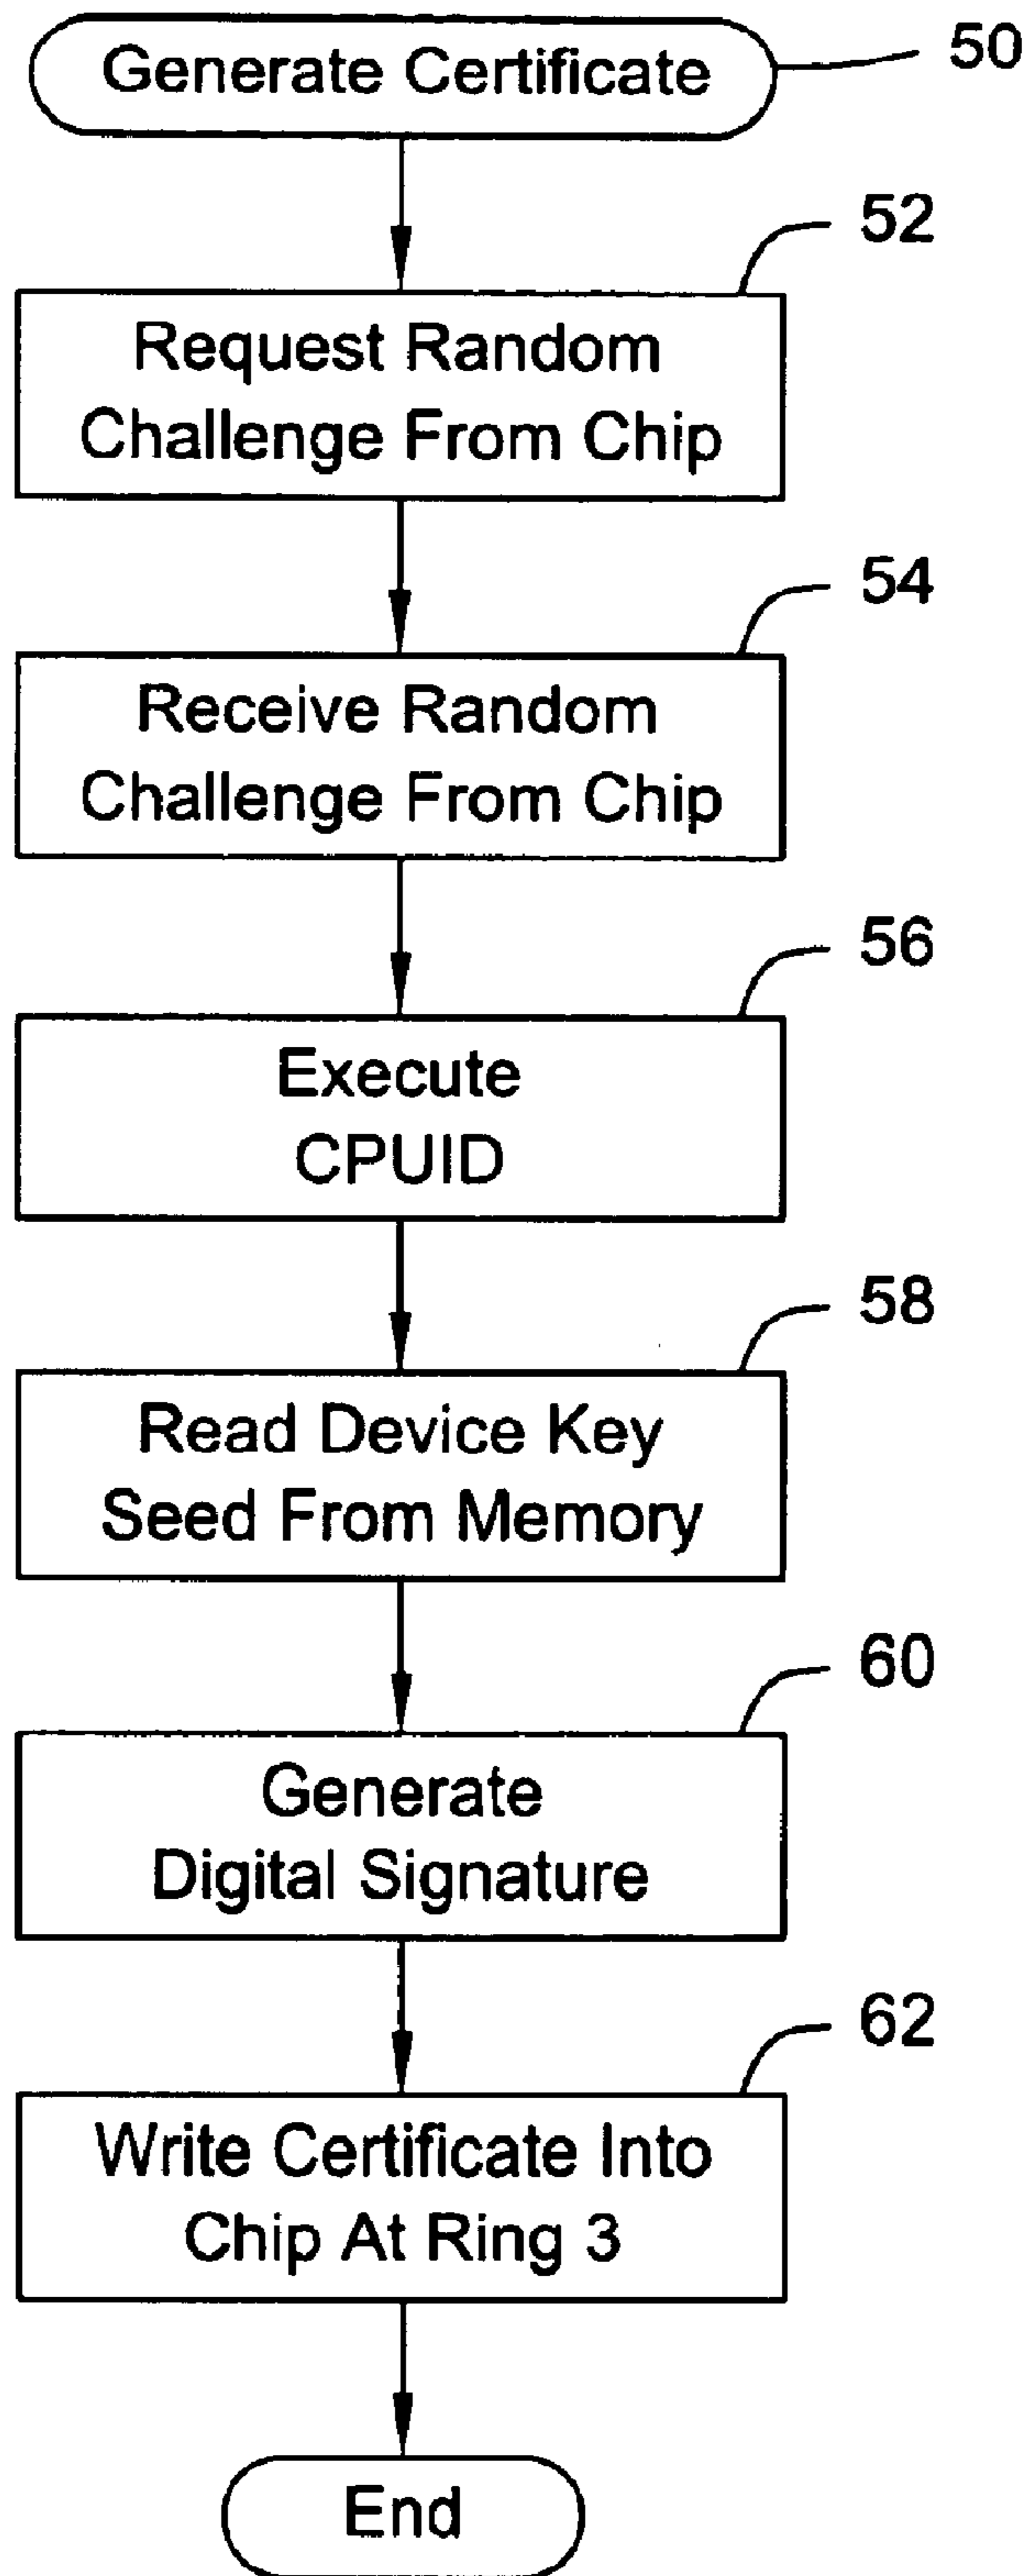 Generate Certificate
50
52
Request Random
Challenge From Chip
54
Receive Random
Challenge From Chip
56
Execute
CPUID
58
Read Device Key
Seed From Memory
60
Generate
Digital Signature
62
Write Certificate Into
Chip At Ring 3
End